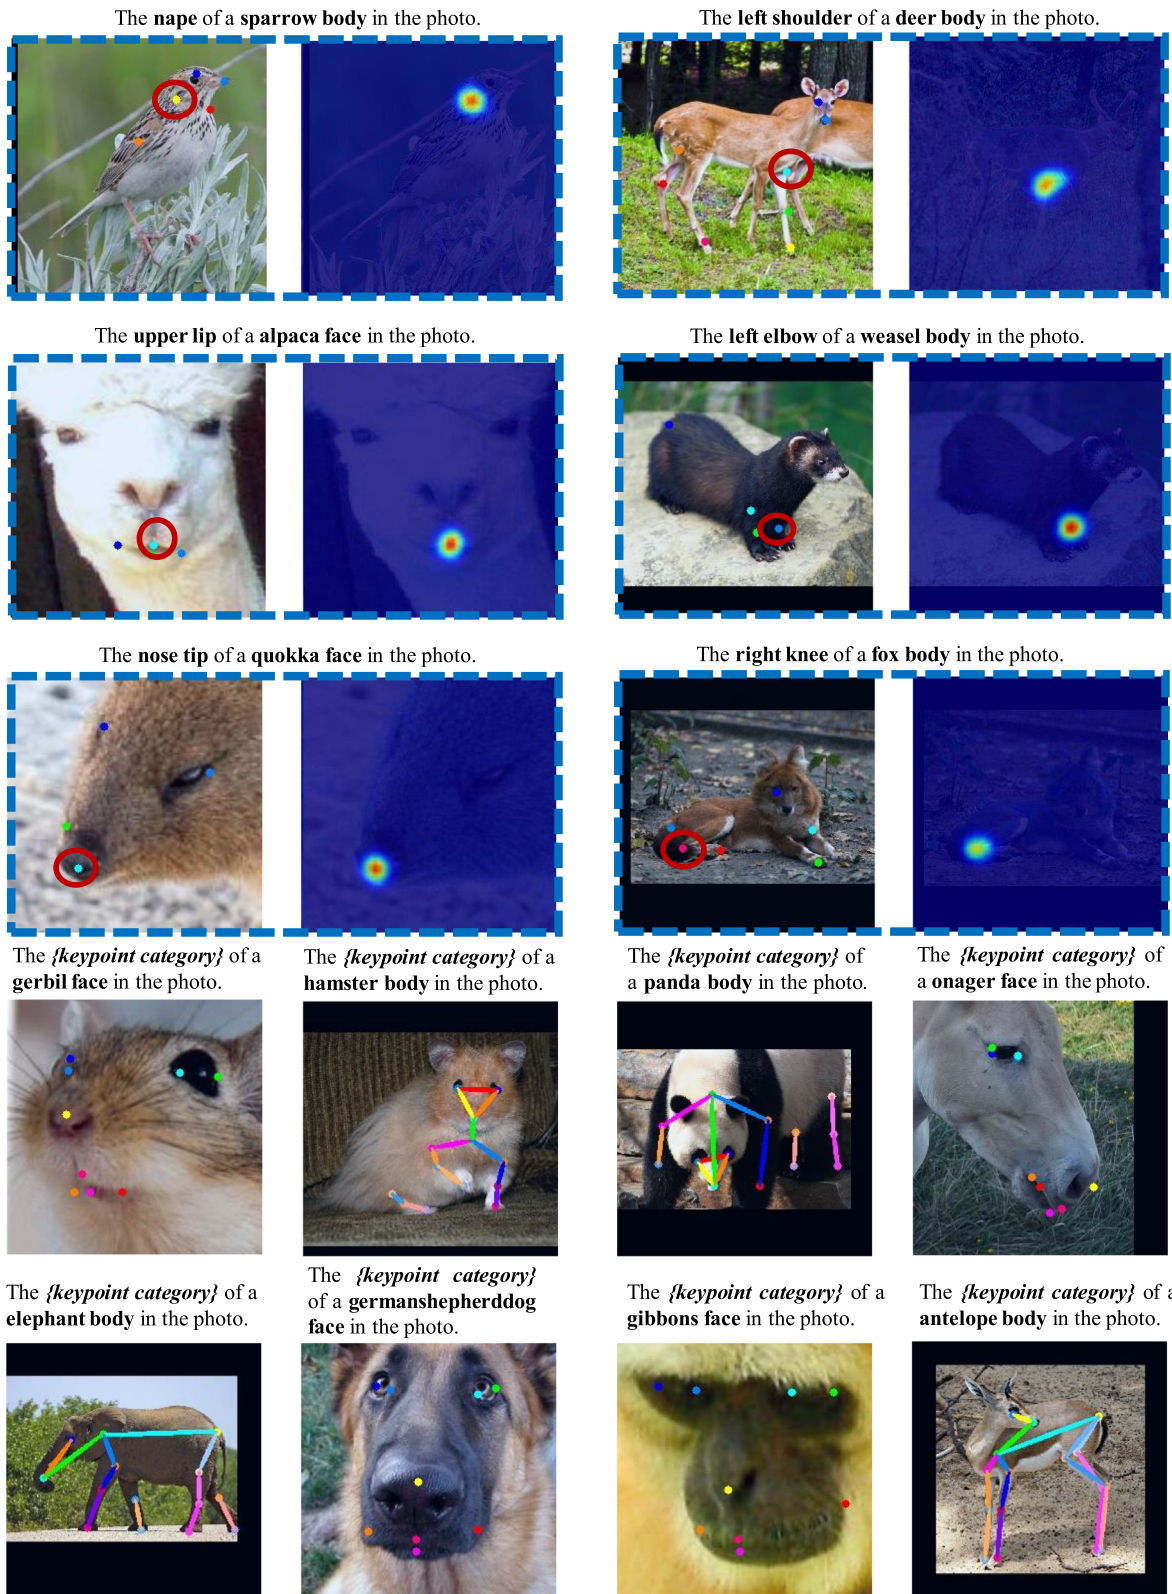 The nape of a sparrow body in the photo.
The left shoulder of a deer body in the photo.
The upper lip of a alpaca face in the photo.
The left elbow of a weasel body in the photo.
The nose tip of a quokka face in the photo.
The right knee of a fox body in the photo.
The {keypoint category} of a
gerbil face in the photo.
The {keypoint category} of a
hamster body in the photo.
The {keypoint category} of
a panda body in the photo.
The {keypoint category} of
a onager face in the photo.
The {keypoint category} of a
elephant body in the photo.
The {keypoint category}
of a germanshepherddog
face in the photo.
The {keypoint category} of a
gibbons face in the photo.
The {keypoint category} of a
antelope body in the photo.